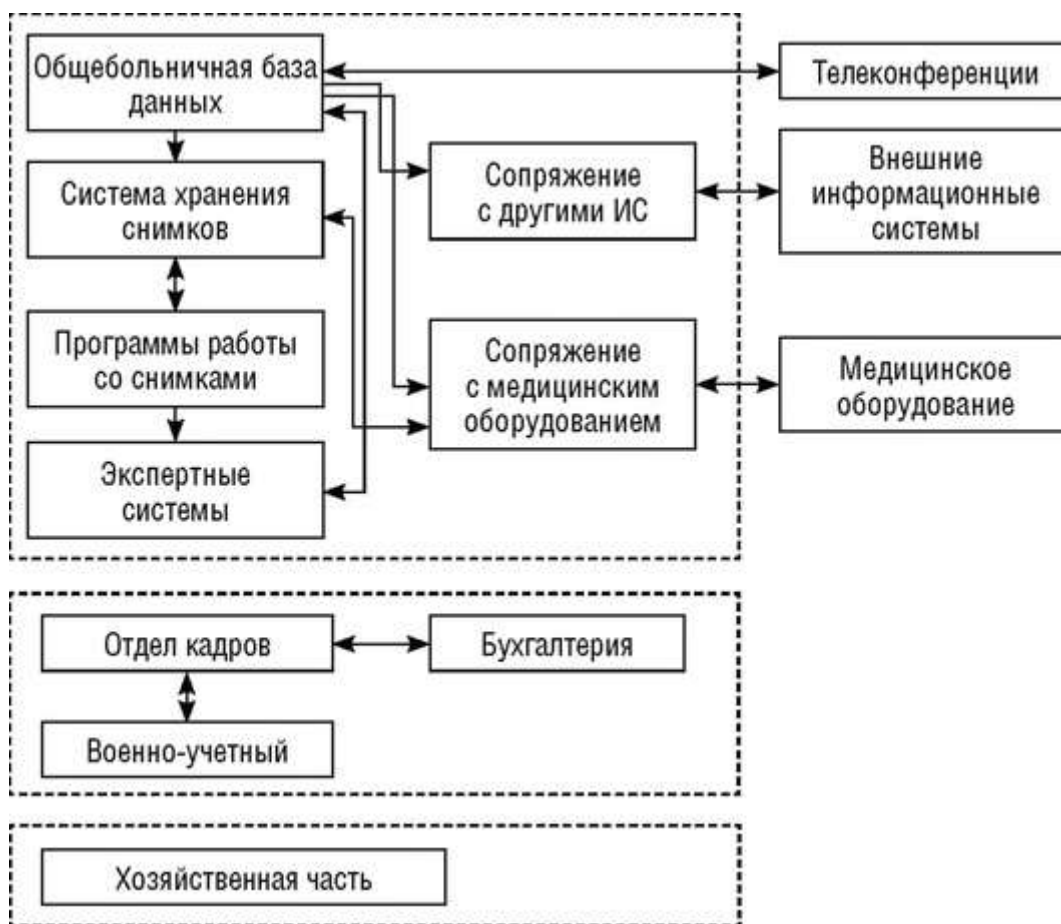 Общебольничная база
данных
Телеконференции
Система хранения
снимков
Сопряжение
с другими ИС
Внешние
информационные
системы
Программы работы
со снимками
Сопряжение
с медицинским
оборудованием
Медицинское
оборудование
Экспертные
системы
Отдел кадров
Бухгалтерия
Военно-учетный
Хозяйственная часть